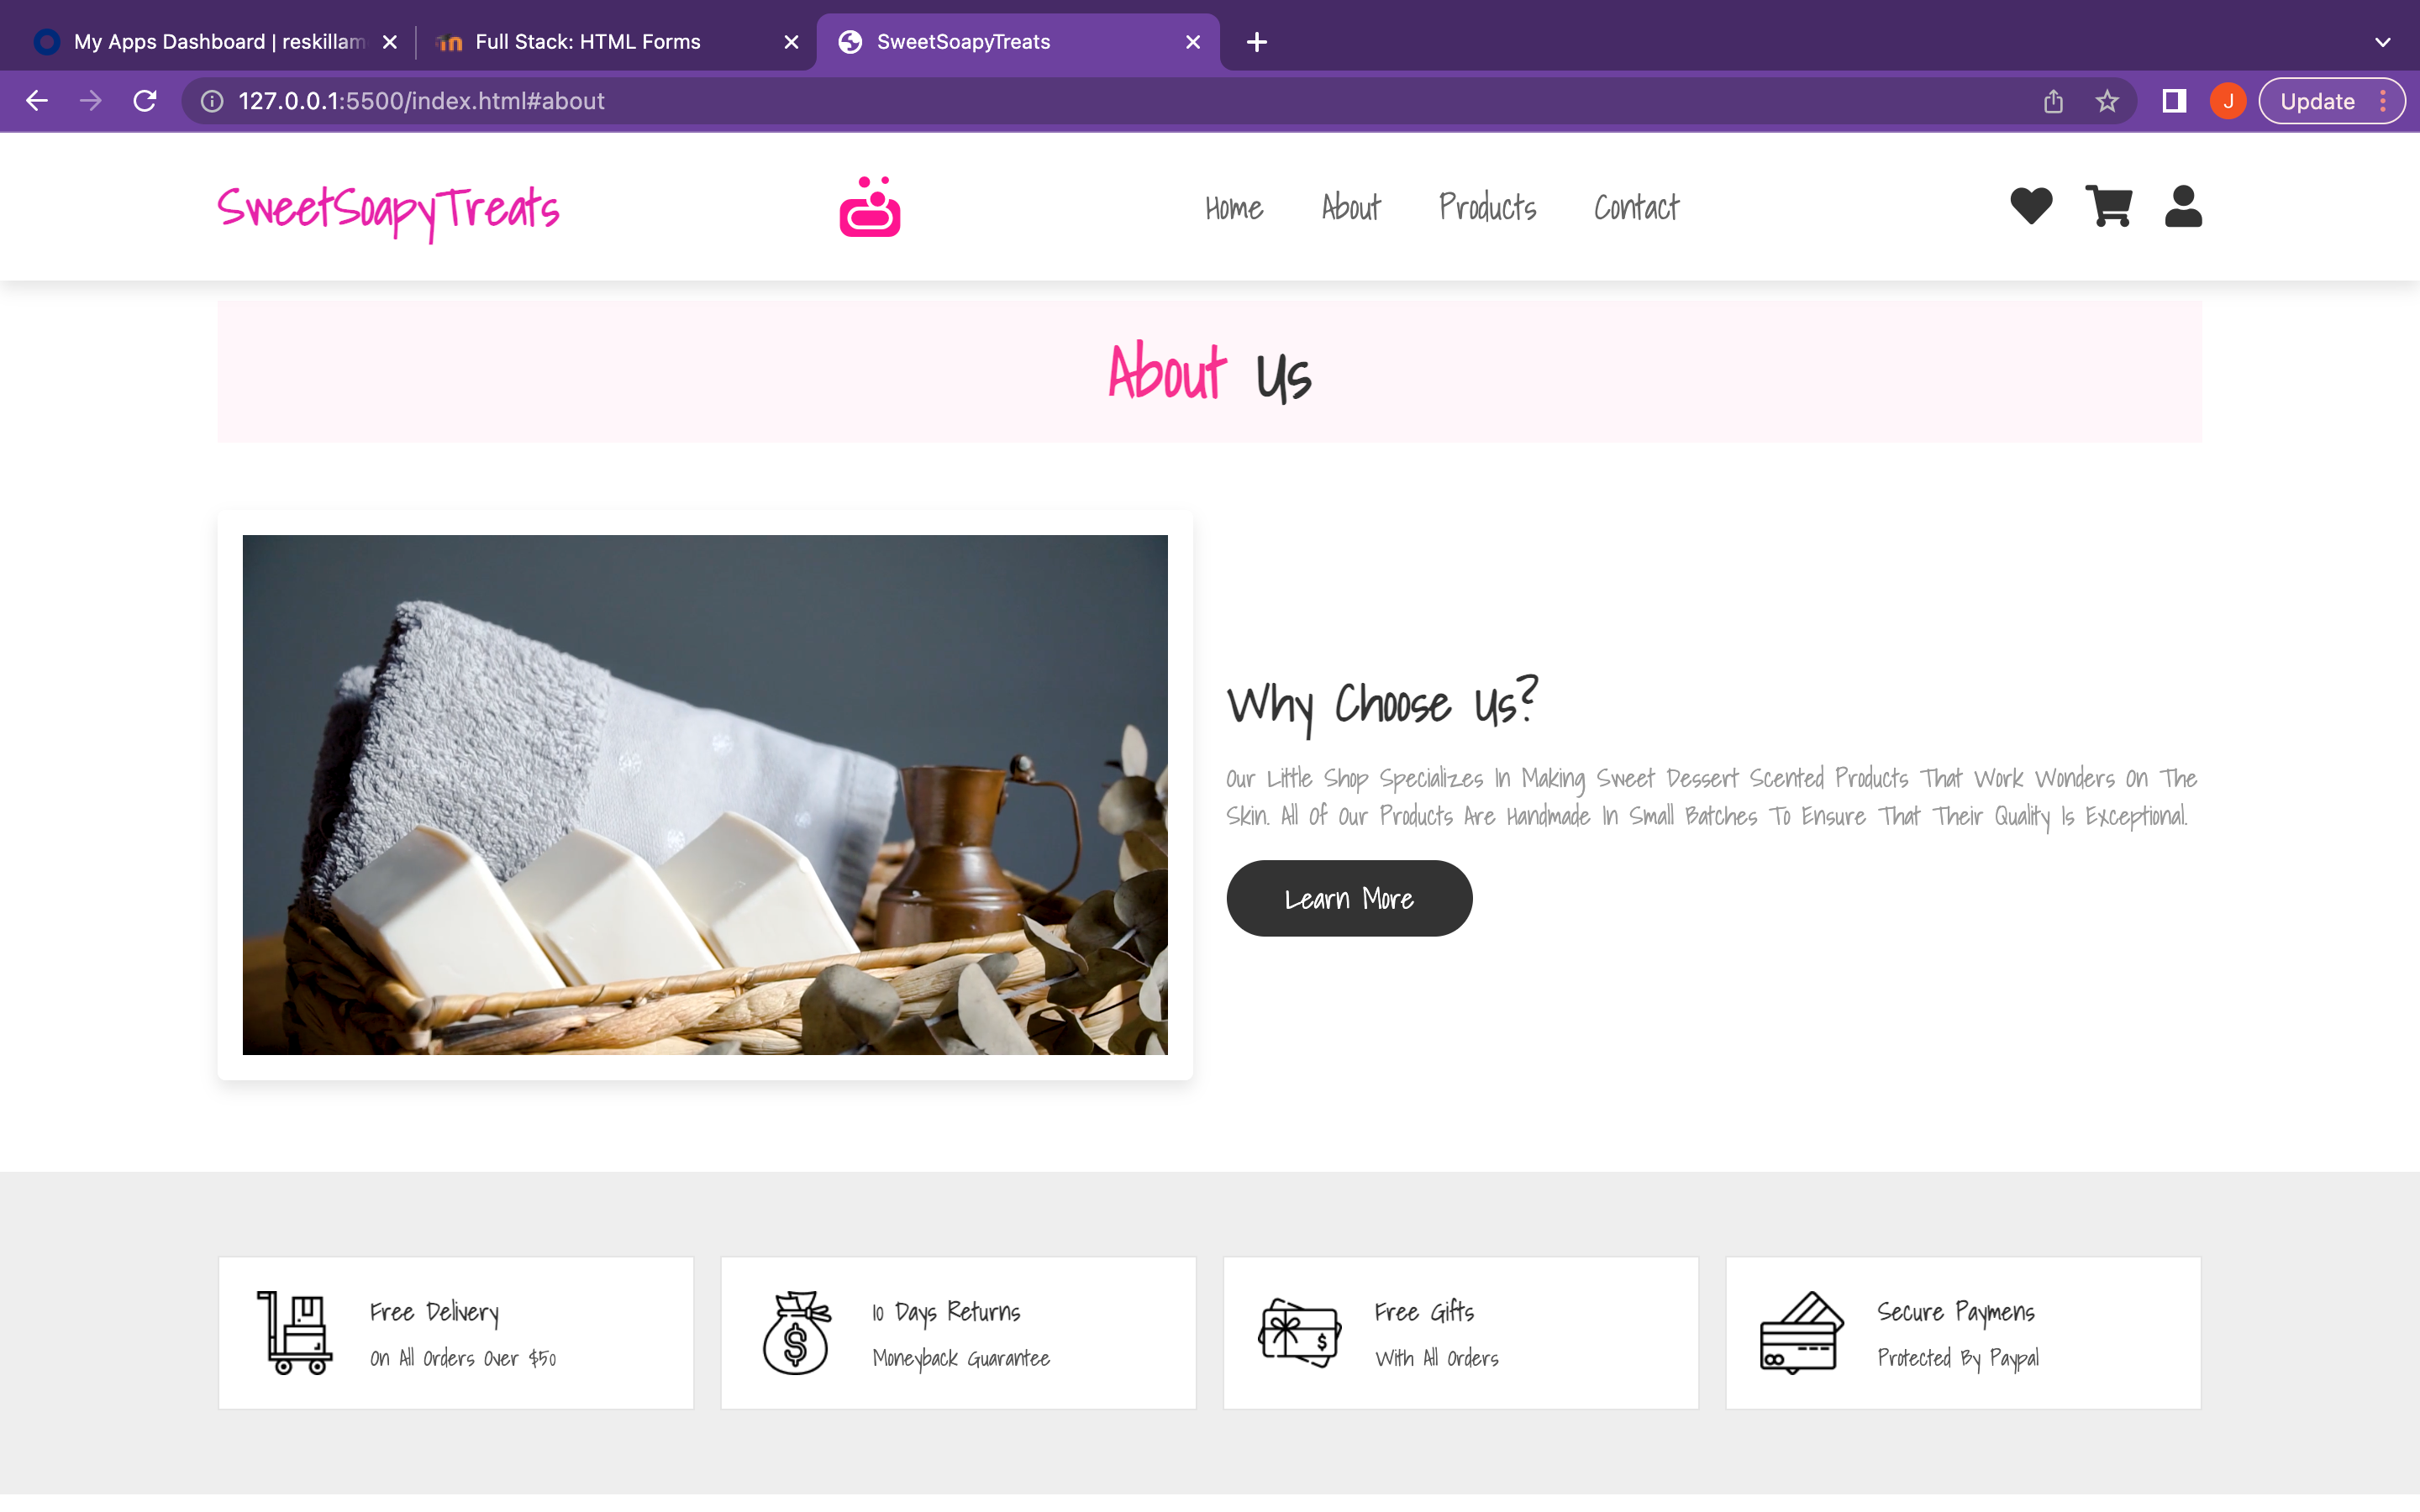 My Apps Dashboard | reskillam
Full Stack: HTML Forms
SweetSoapyTreats
127.0.0.1:5500/index.html#about
J
Update
SweetSoapyTreats
Home
About
Products
Contact
About Us
Why Choose Us?
Our Little Shop Specializes In Making Sweet Dessert Scented Products That Work Wonders On The
Skin. All Of Our Products Are Handmade In Small Batches To Ensure That Their Quality Is Exceptional.
Learn More
Free Delivery
On All Orders Over $50
10 Days Returns
Moneyback Guarantee
Free Gifts
With All Orders
Secure Paymens
Protected By Paypal